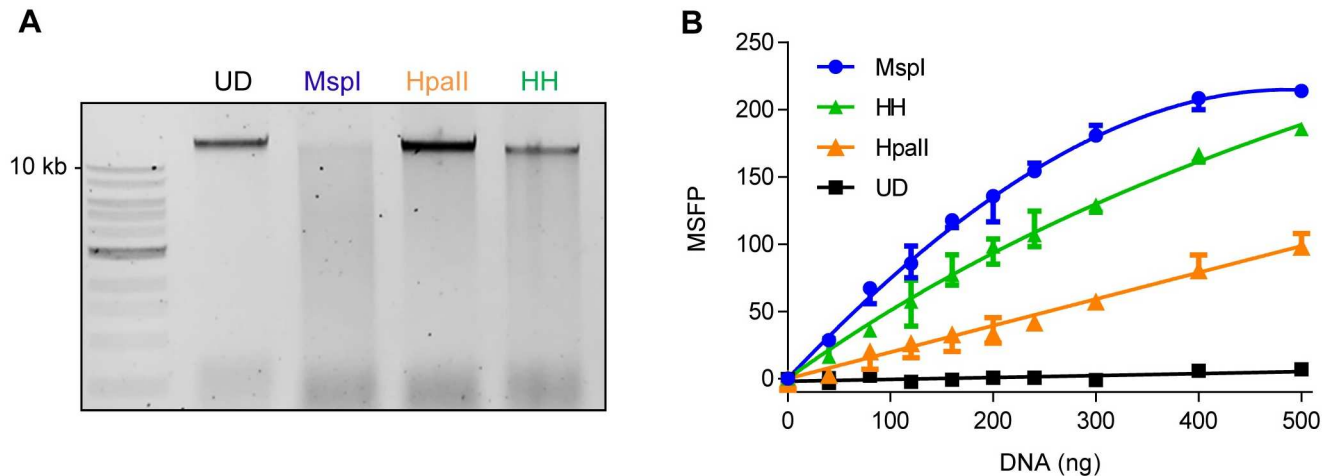 A
UD MspI HpaII HH
10 kb
B
250
200
150
100
50
0
MSFP
MspI
HH
HpaII
UD
0 100 200 300 400 500
DNA (ng)